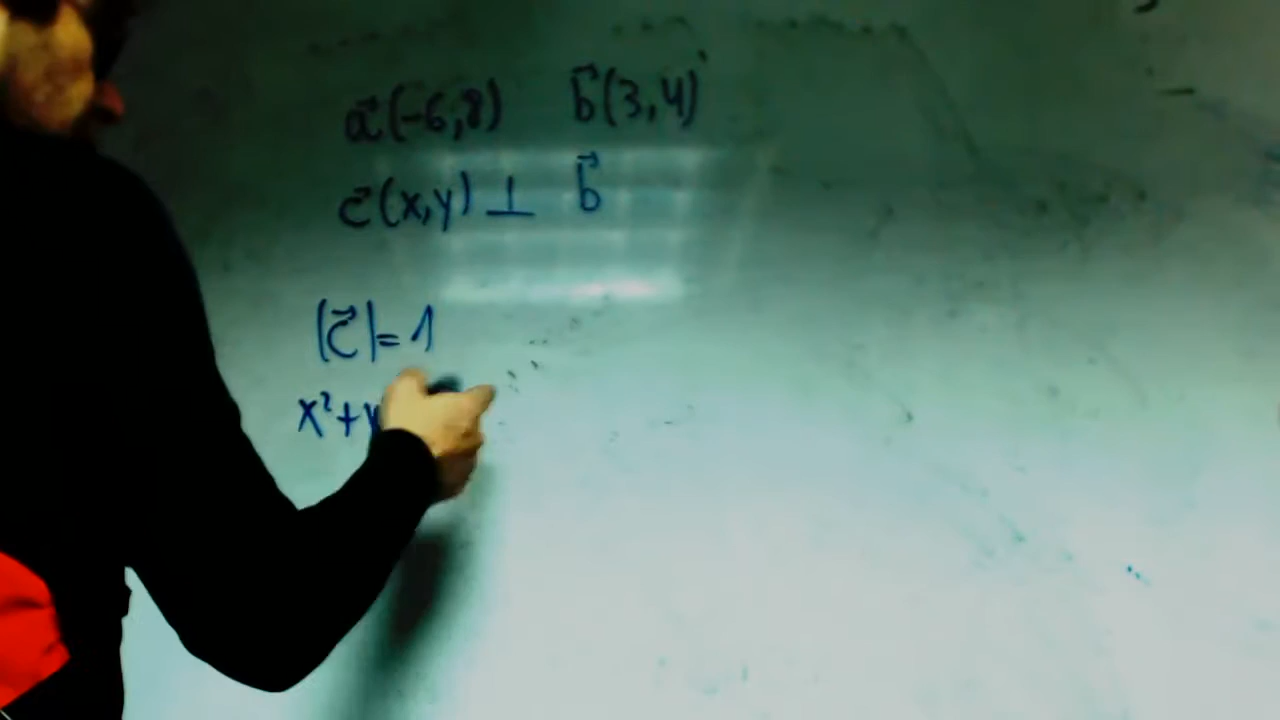 a⃗(-6,8) b⃗(3,4)
c⃗(x,y) ⊥ b⃗
|c⃗|=1
x²+y